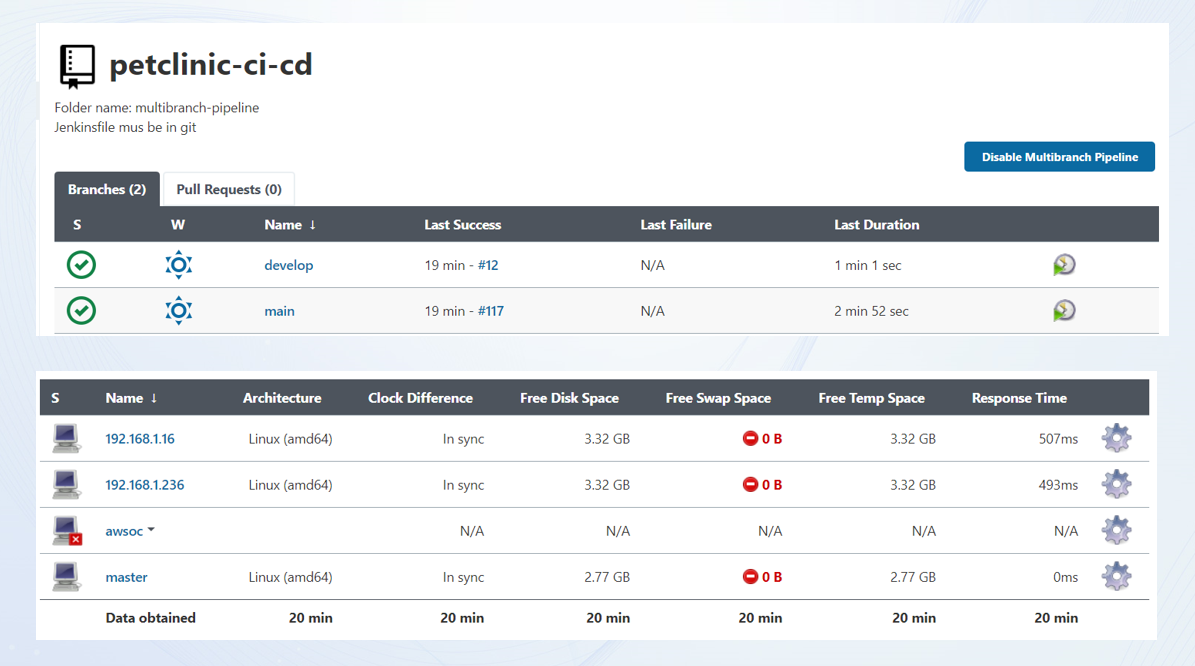 petclinic-ci-cd
Folder name: multibranch-pipeline
Jenkinsfile mus be in git
Disable Multibranch Pipeline
Branches (2) Pull Requests (0)
S W Name ↓ Last Success Last Failure Last Duration
develop 19 min - #12 N/A 1 min 1 sec
main 19 min - #117 N/A 2 min 52 sec
S Name ↓ Architecture Clock Difference Free Disk Space Free Swap Space Free Temp Space Response Time
192.168.1.16 Linux (amd64) In sync 3.32 GB 0 B 3.32 GB 507ms
192.168.1.236 Linux (amd64) In sync 3.32 GB 0 B 3.32 GB 493ms
awsoc N/A N/A N/A N/A N/A
master Linux (amd64) In sync 2.77 GB 0 B 2.77 GB 0ms
Data obtained 20 min 20 min 20 min 20 min 20 min 20 min